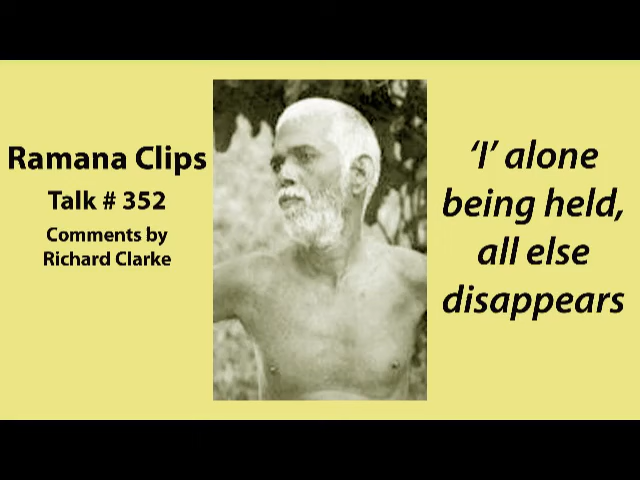 Ramana Clips
Talk # 352
Comments by
Richard Clarke
‘I’ alone
being held,
all else
disappears